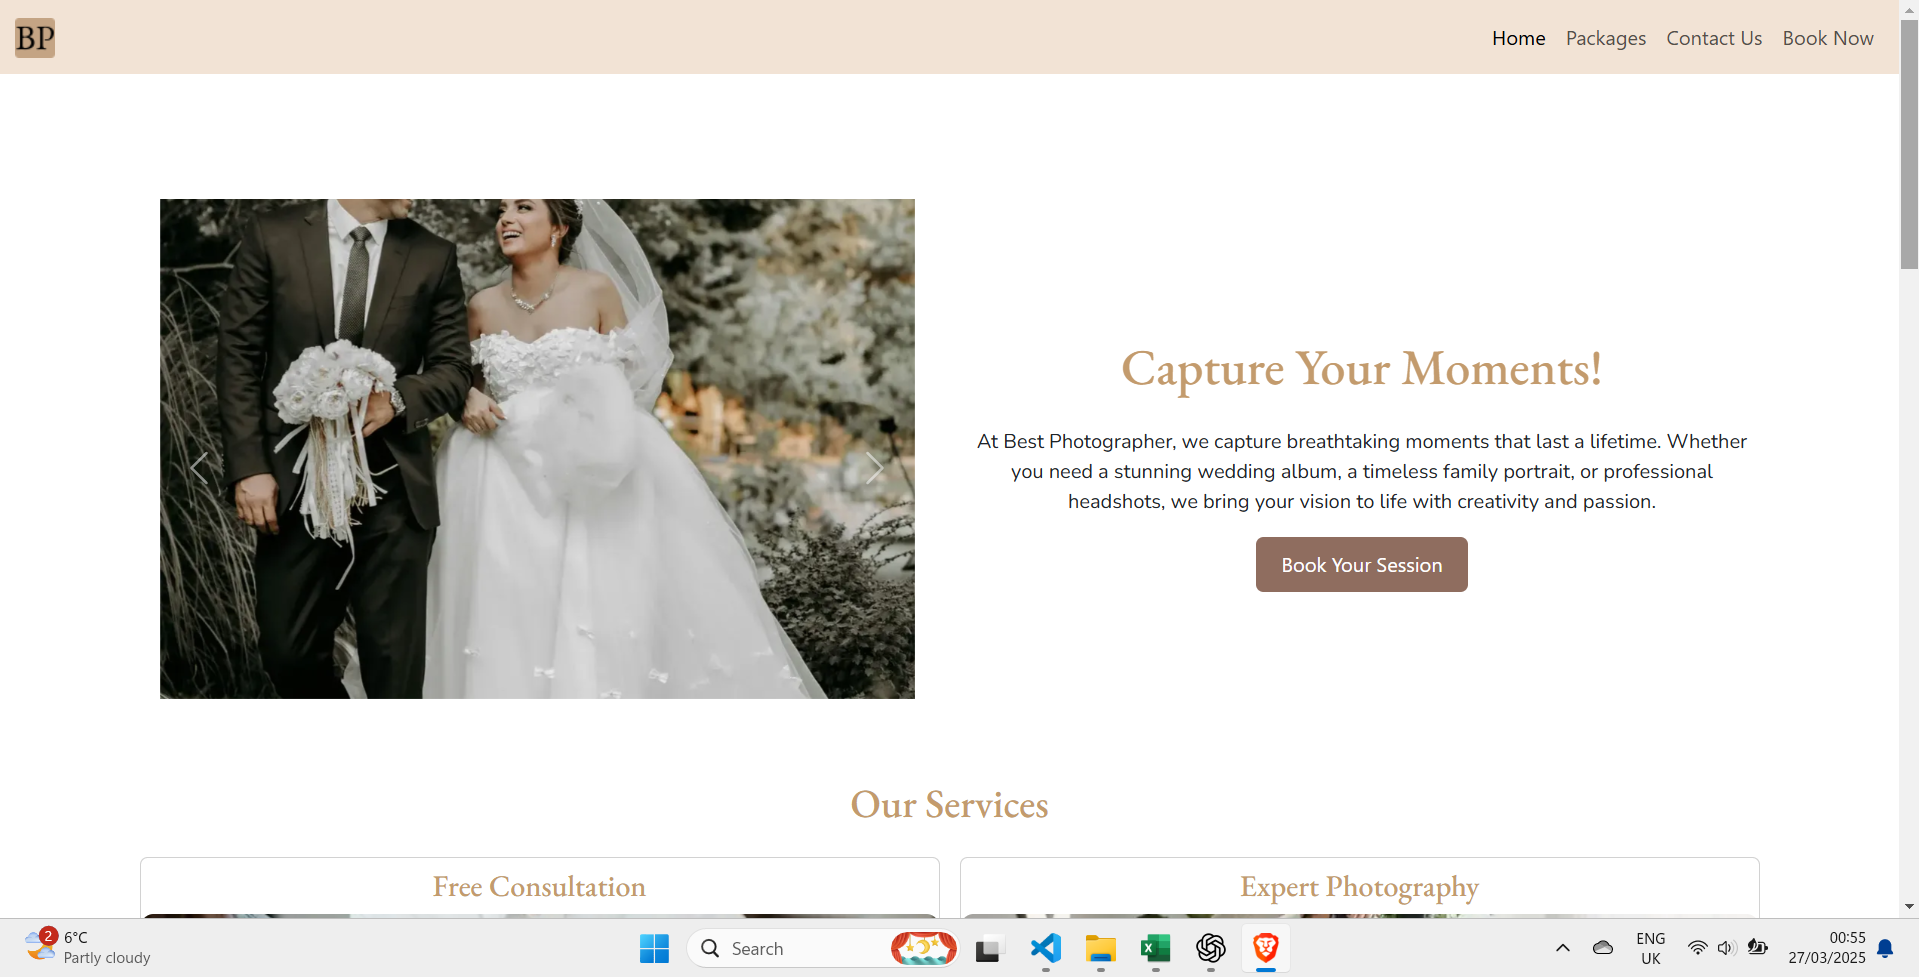 BP
Home Packages Contact Us Book Now
Capture Your Moments!
At Best Photographer, we capture breathtaking moments that last a lifetime. Whether
you need a stunning wedding album, a timeless family portrait, or professional
headshots, we bring your vision to life with creativity and passion.
Book Your Session
Our Services
Free Consultation
Expert Photography
2
6°C
Partly cloudy
Search
ENG
UK
00:55
27/03/2025